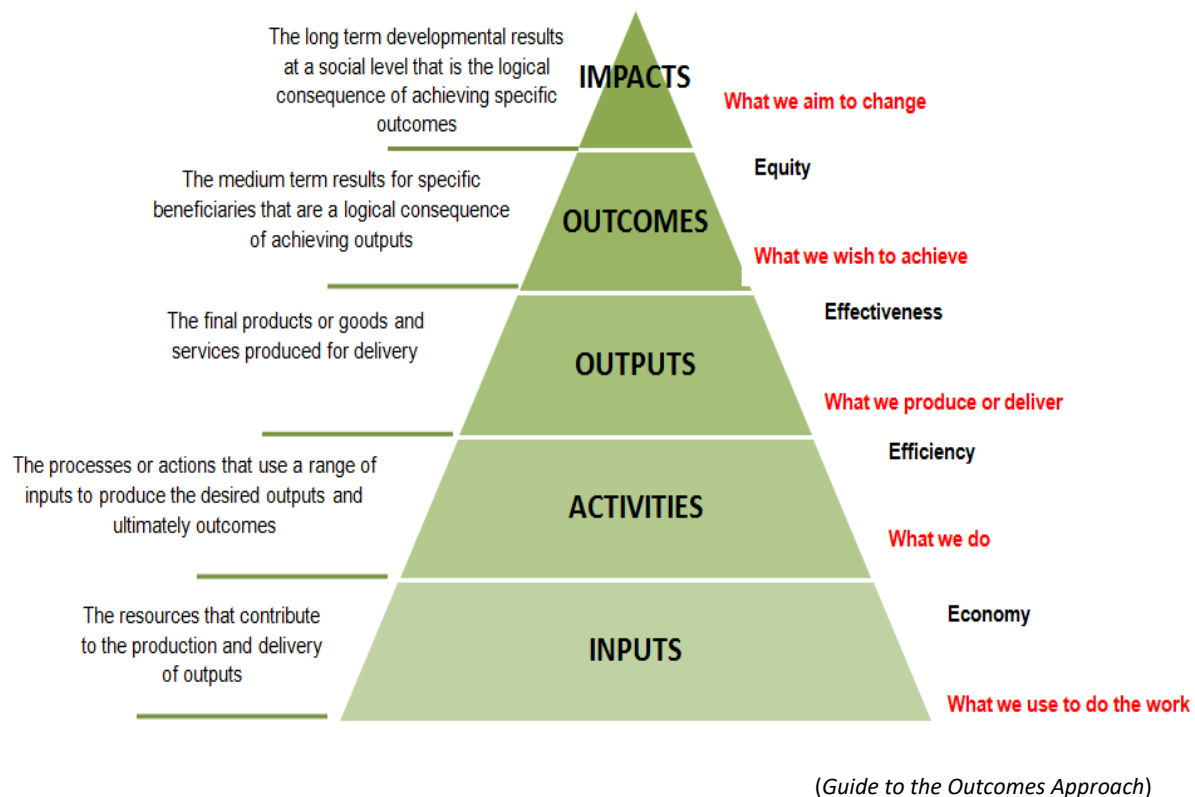 The long term developmental results
at a social level that is the logical
consequence of achieving specific
outcomes
IMPACTS
What we aim to change
The medium term results for specific
beneficiaries that are a logical consequence
of achieving outputs
OUTCOMES
Equity
What we wish to achieve
The final products or goods and
services produced for delivery
OUTPUTS
Effectiveness
What we produce or deliver
The processes or actions that use a range of
inputs to produce the desired outputs and
ultimately outcomes
ACTIVITIES
Efficiency
What we do
The resources that contribute
to the production and delivery
of outputs
INPUTS
Economy
What we use to do the work
(Guide to the Outcomes Approach)